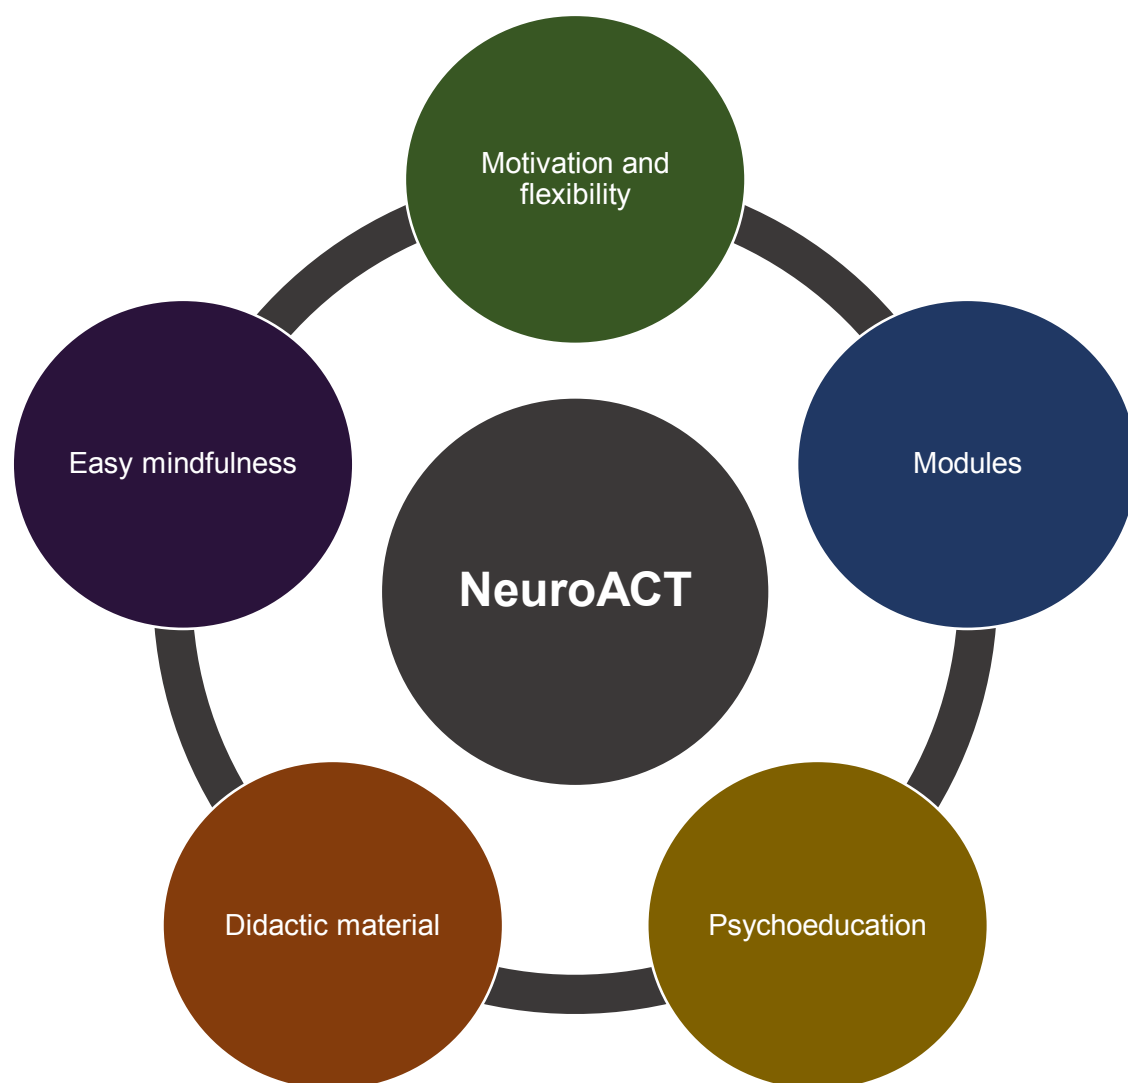 Motivation and
flexibility
Easy mindfulness
Modules
NeuroACT
Didactic material
Psychoeducation